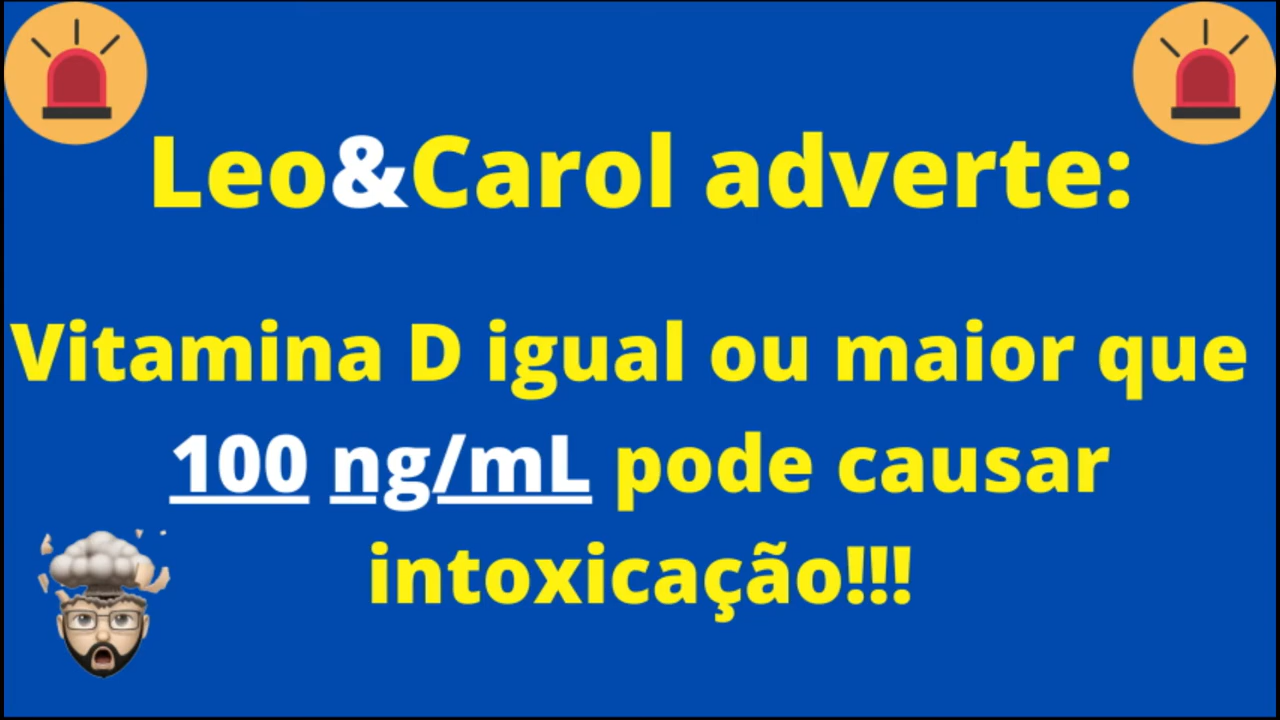 Leo&Carol adverte:
Vitamina D igual ou maior que
100 ng/mL pode causar
intoxicação!!!